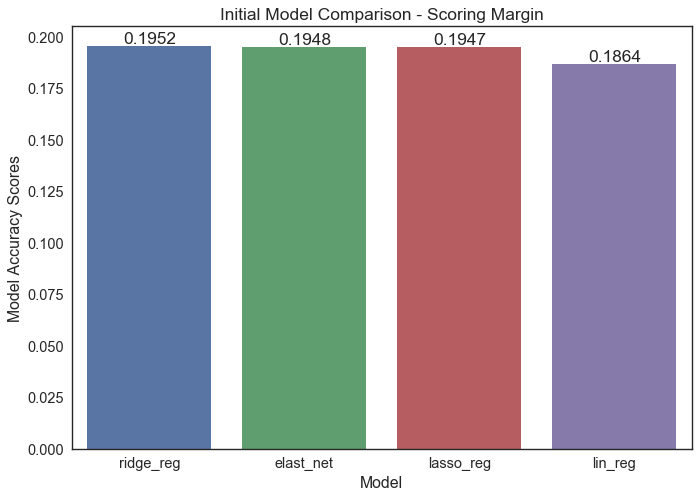 Initial Model Comparison - Scoring Margin
0.1952
0.1948
0.1947
0.1864
0.200
0.175
0.150
0.125
0.100
0.075
0.050
0.025
0.000
Model Accuracy Scores
ridge_reg
elast_net
lasso_reg
lin_reg
Model